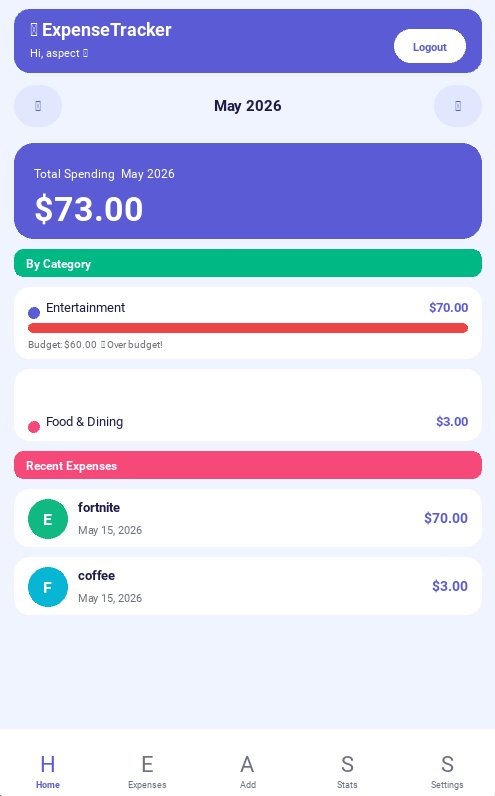 ExpenseTracker
Hi, aspect
Logout
May 2026
Total Spending May 2026
$73.00
By Category
Entertainment $70.00
Budget: $60.00 Over budget!
Food & Dining $3.00
Recent Expenses
E fortnite $70.00
May 15, 2026
F coffee $3.00
May 15, 2026
H E A S S
Home Expenses Add Stats Settings